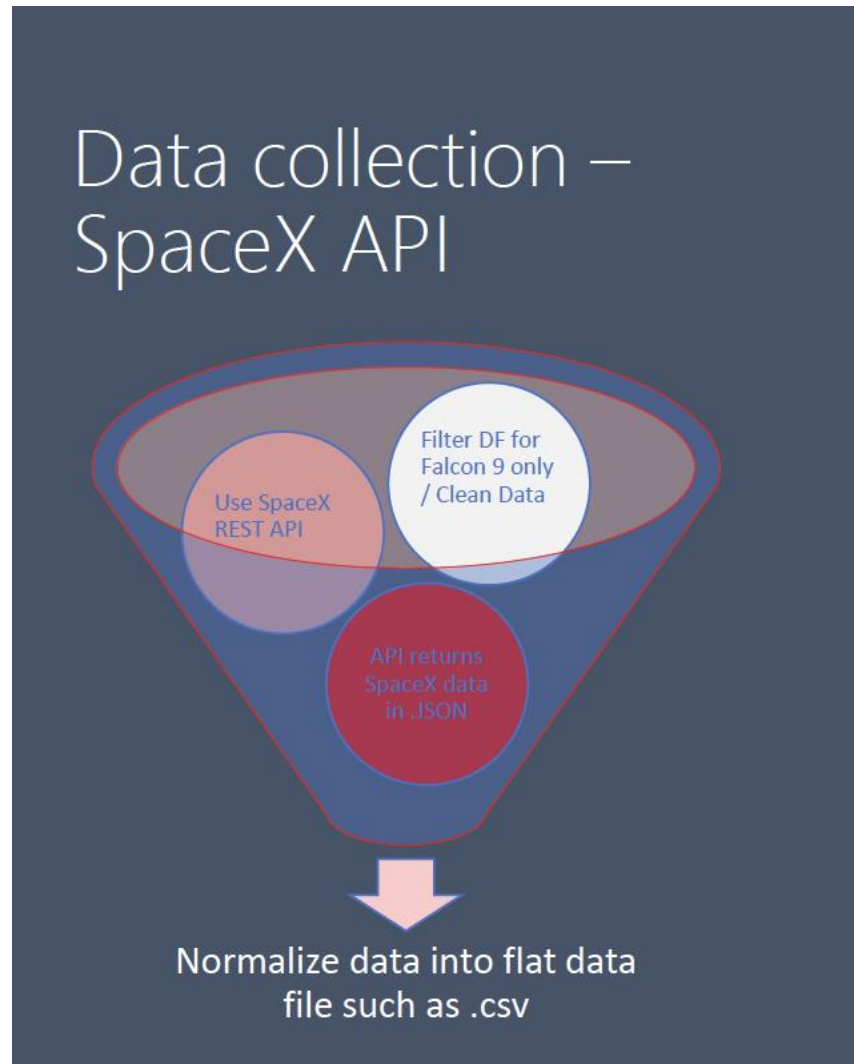 Data collection –
SpaceX API
Use SpaceX
REST API
Filter DF for
Falcon 9 only
/ Clean Data
API returns
SpaceX data
in .JSON
Normalize data into flat data
file such as .csv